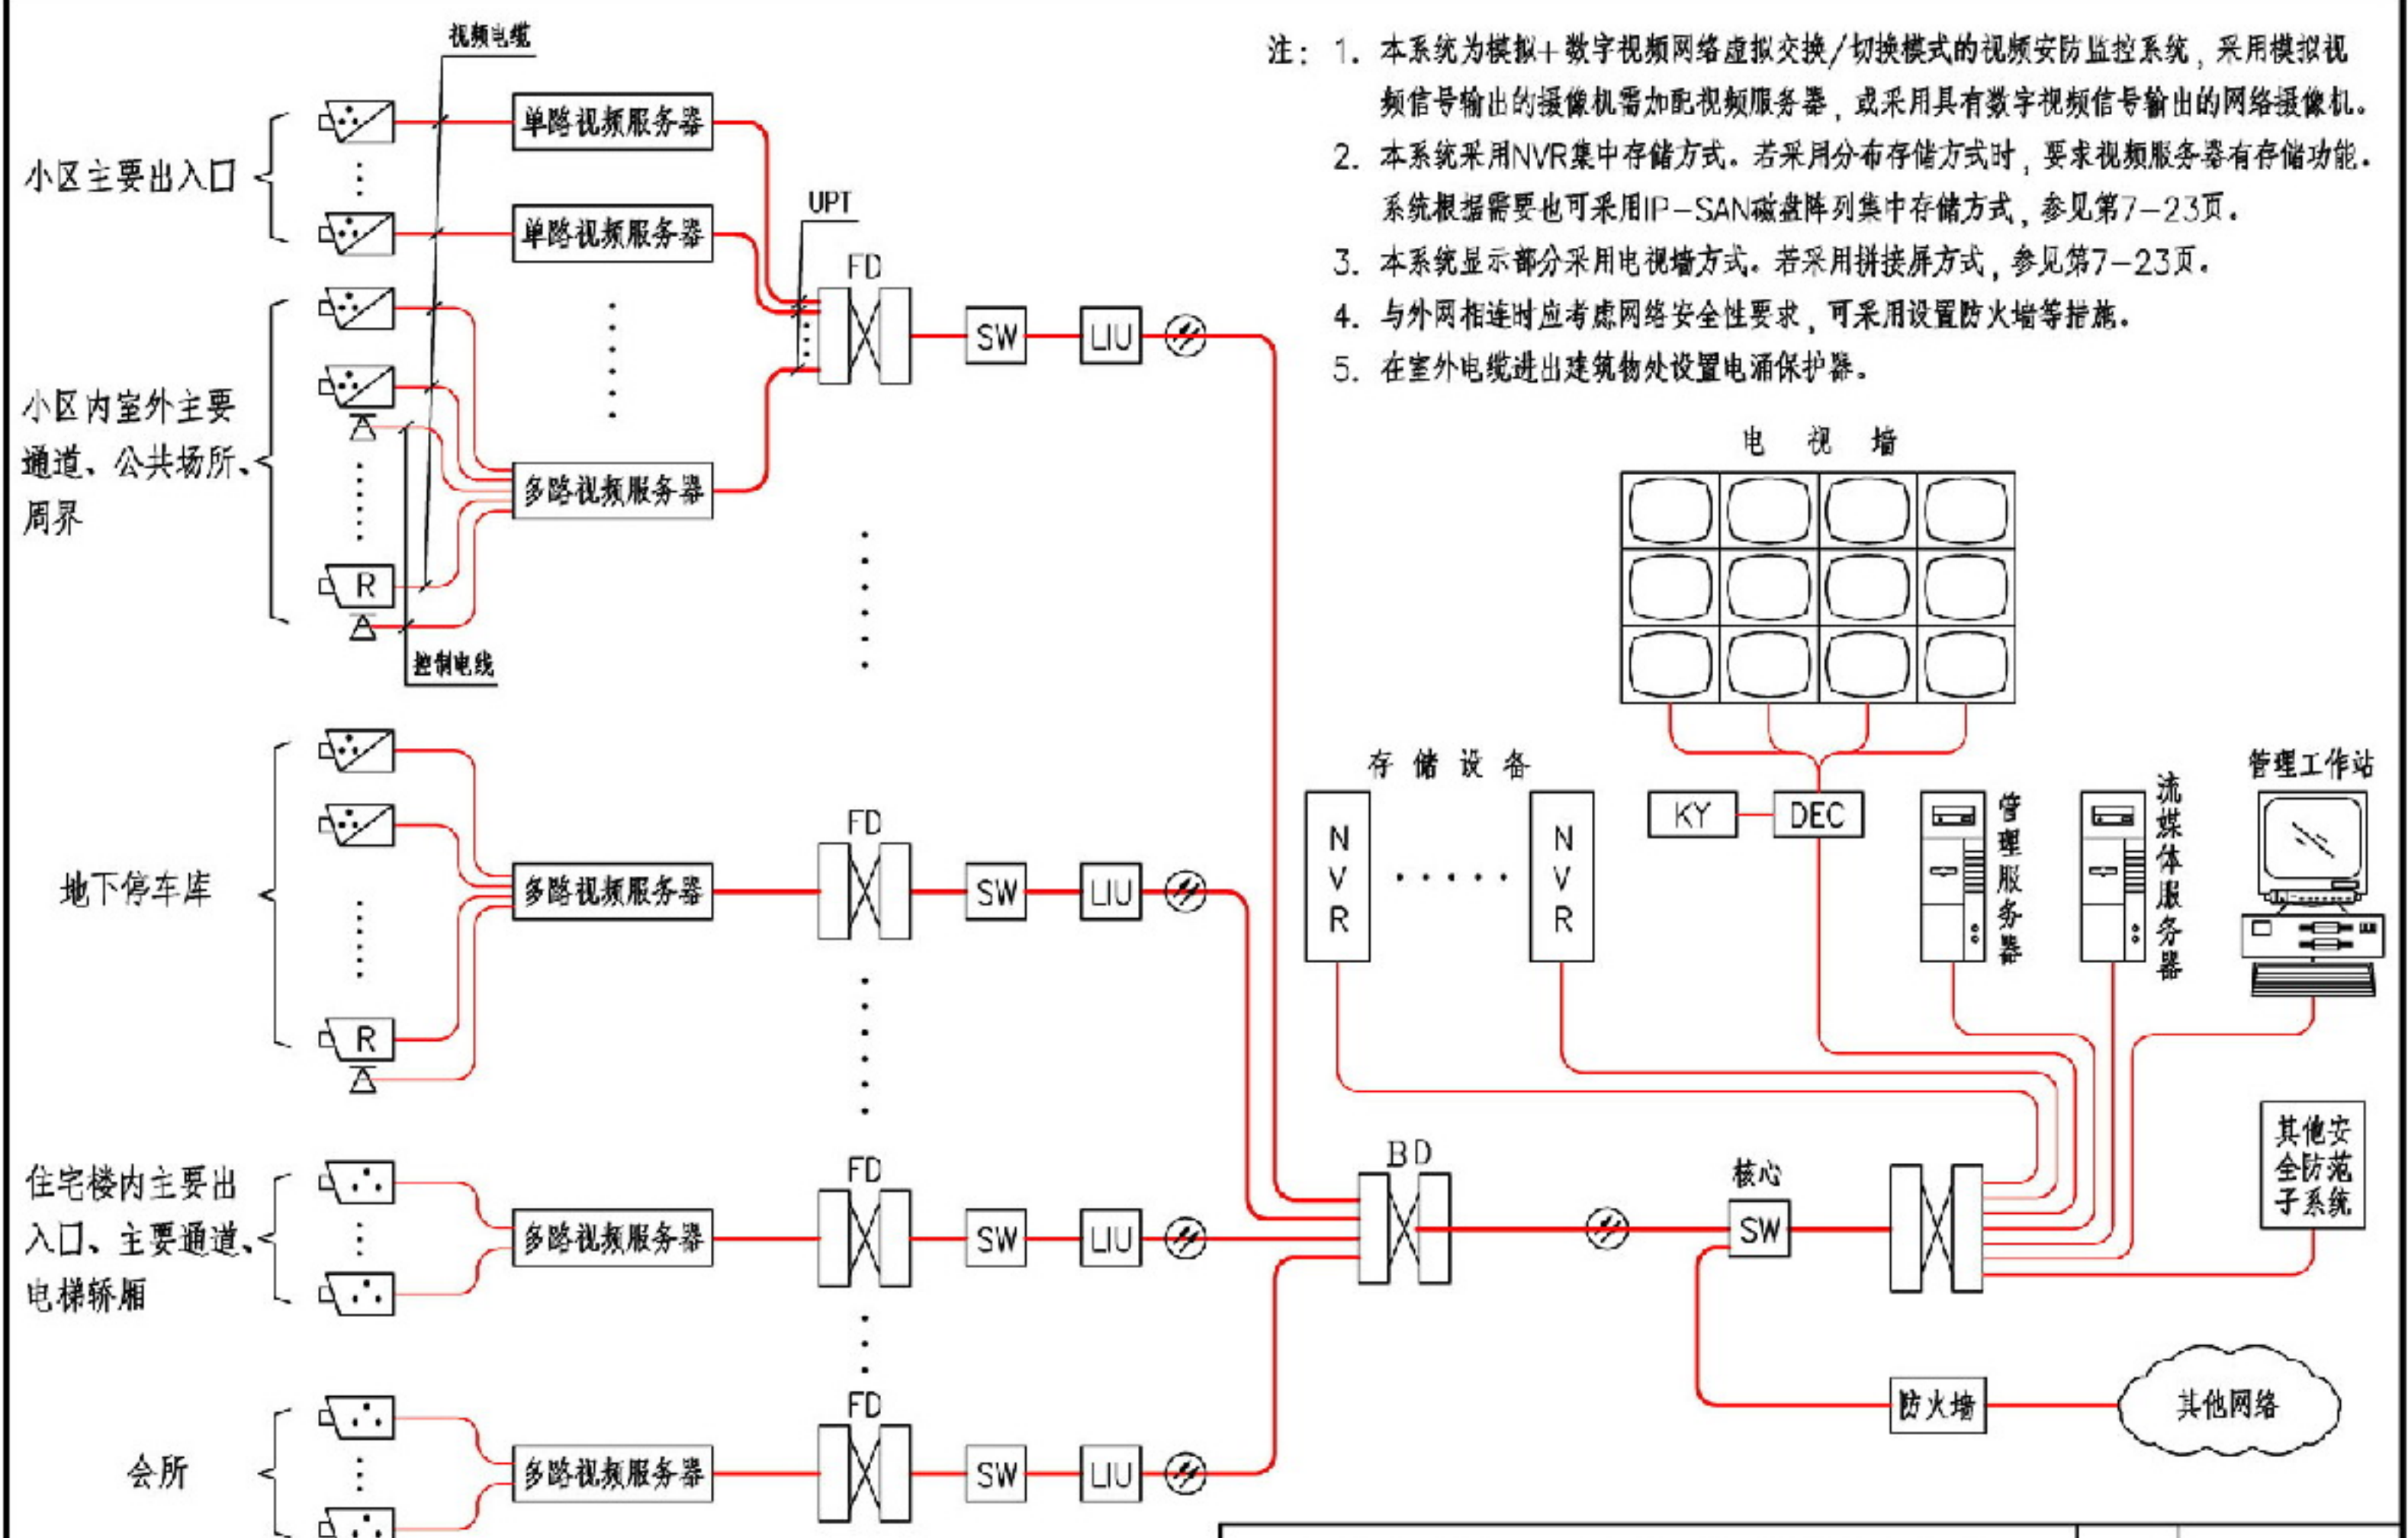 视频电缆
注：1. 本系统为模拟+数字视频网络虚拟交换/切换模式的视频安防监控系统，采用模拟视
频信号输出的摄像机需加配视频服务器，或采用具有数字视频信号输出的网络摄像机。
2. 本系统采用NVR集中存储方式。若采用分布存储方式时，要求视频服务器有存储功能。
系统根据需要也可采用IP-SAN磁盘阵列集中存储方式，参见第7-23页。
3. 本系统显示部分采用电视墙方式。若采用拼接屏方式，参见第7-23页。
4. 与外网相连时应考虑网络安全性要求，可采用设置防火墙等措施。
5. 在室外电缆进出建筑物处设置电涌保护器。
小区主要出入口
单路视频服务器
单路视频服务器
UPT
FD
SW
LIU
小区内室外主要
通道、公共场所、
周界
多路视频服务器
R
控制电线
电视墙
地下停车库
R
多路视频服务器
FD
SW
LIU
存储设备
NVR
NVR
KY
DEC
管理服务器
流媒体服务器
管理工作站
住宅楼内主要出
入口、主要通道、
电梯轿厢
多路视频服务器
FD
SW
LIU
BD
核心
SW
其他安
全防范
子系统
会所
多路视频服务器
FD
SW
LIU
防火墙
其他网络